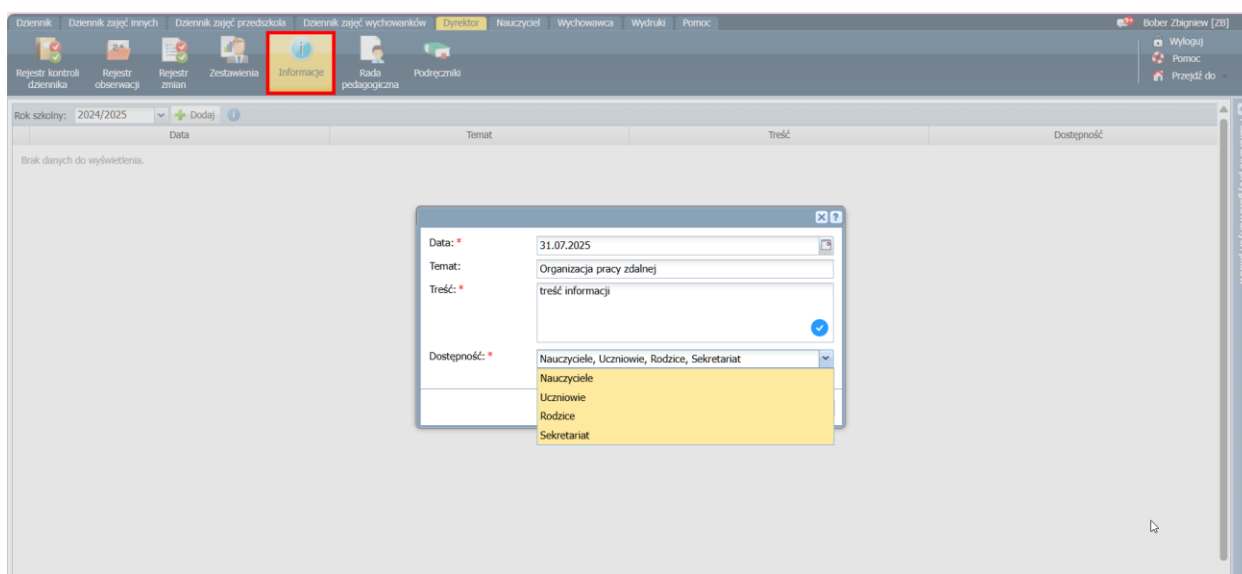 Dziennik Dziennik zajęć innych Dziennik zajęć przedszkola Dziennik zajęć wychowanków Dyrektor Nauczyciel Wychowawca Wydruki Pomoc Bober Zbigniew [ZB]
Rejestr kontroli dziennika
Rejestr obserwacji
Rejestr zmian
Zestawienia
Informacje
Rada pedagogiczna
Podręczniki
Wyloguj
Pomoc
Przejdź do
Rok szkolny: 2024/2025 Dodaj
Data Temat Treść Dostępność
Brak danych do wyświetlenia.
Data: * 31.07.2025
Temat: Organizacja pracy zdalnej
Treść: * treść informacji
Dostępność: * Nauczyciele, Uczniowie, Rodzice, Sekretariat
Nauczyciele
Uczniowie
Rodzice
Sekretariat